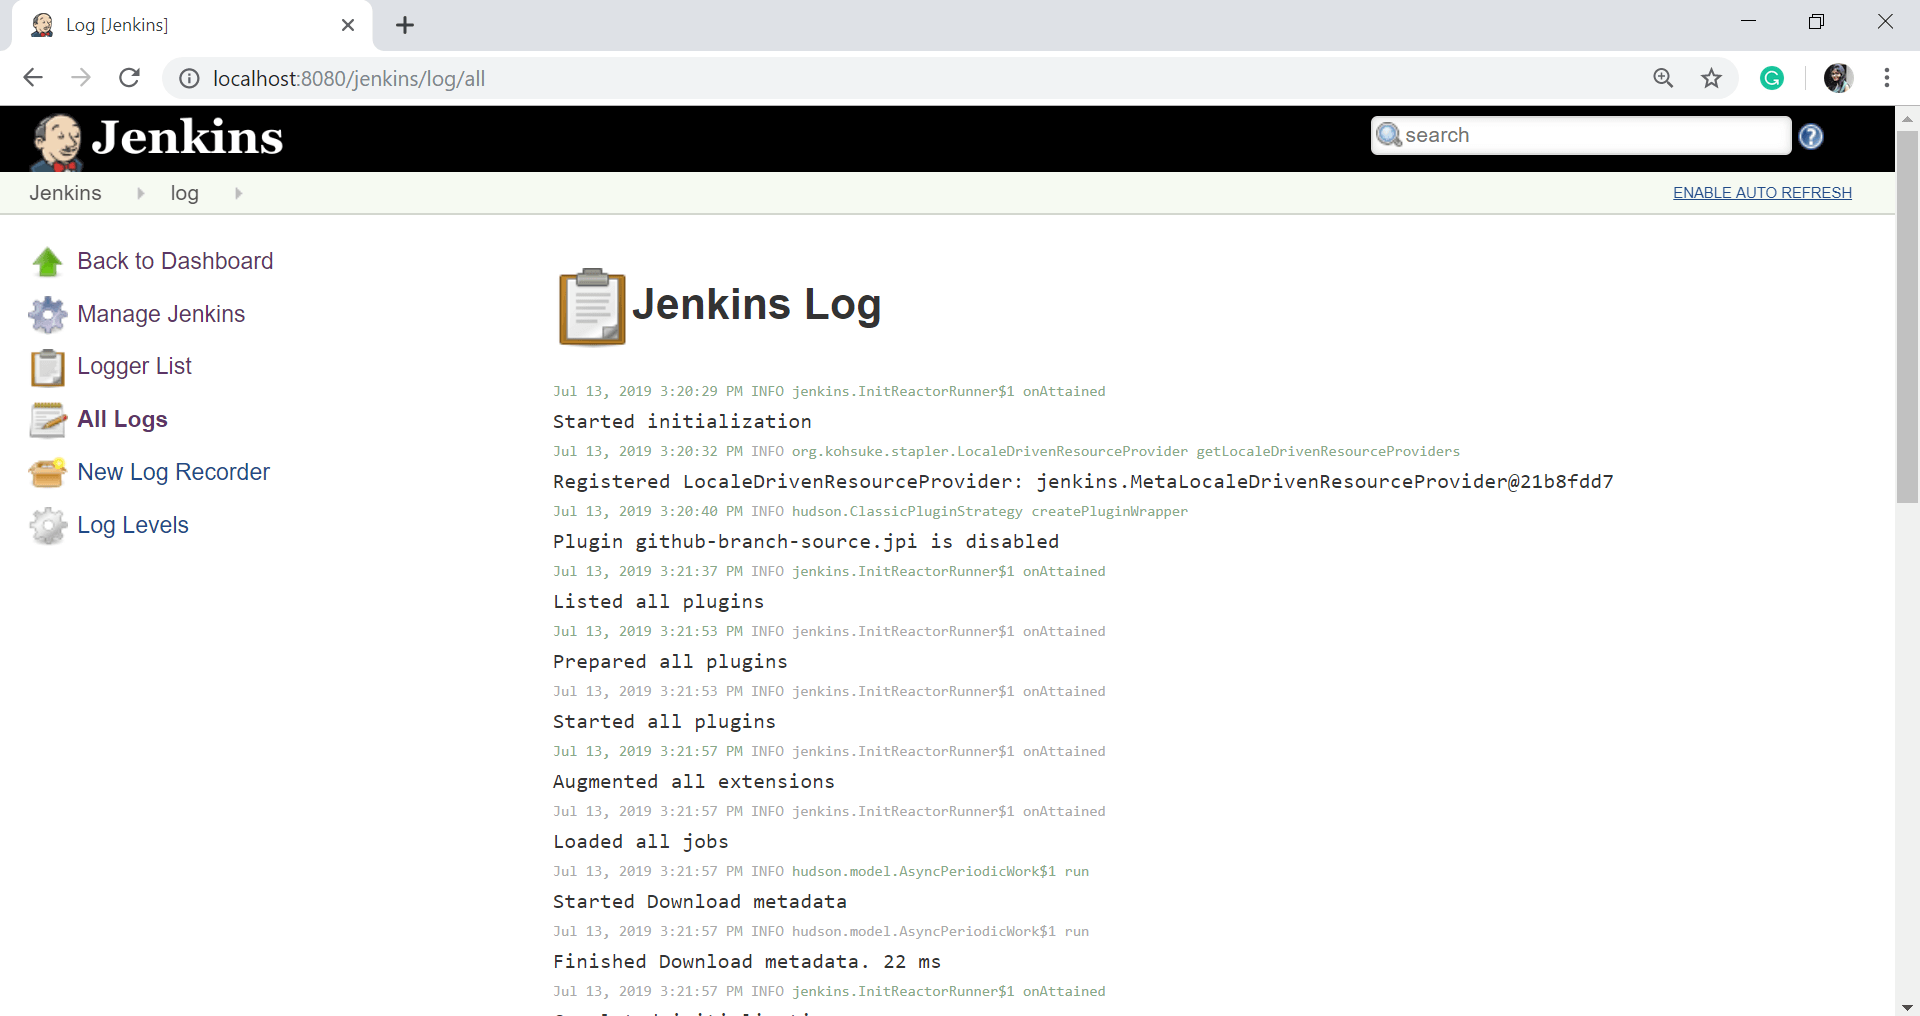 Log [Jenkins]
localhost:8080/jenkins/log/all
Jenkins
search
Jenkins
log
ENABLE AUTO REFRESH
Back to Dashboard
Manage Jenkins
Logger List
All Logs
New Log Recorder
Log Levels
Jenkins Log
Jul 13, 2019 3:20:29 PM INFO jenkins.InitReactorRunner$1 onAttained
Started initialization
Jul 13, 2019 3:20:32 PM INFO org.kohsuke.stapler.LocaleDrivenResourceProvider getLocaleDrivenResourceProviders
Registered LocaleDrivenResourceProvider: jenkins.MetaLocaleDrivenResourceProvider@21b8fdd7
Jul 13, 2019 3:20:40 PM INFO hudson.ClassicPluginStrategy createPluginWrapper
Plugin github-branch-source.jpi is disabled
Jul 13, 2019 3:21:37 PM INFO jenkins.InitReactorRunner$1 onAttained
Listed all plugins
Jul 13, 2019 3:21:53 PM INFO jenkins.InitReactorRunner$1 onAttained
Prepared all plugins
Jul 13, 2019 3:21:53 PM INFO jenkins.InitReactorRunner$1 onAttained
Started all plugins
Jul 13, 2019 3:21:57 PM INFO jenkins.InitReactorRunner$1 onAttained
Augmented all extensions
Jul 13, 2019 3:21:57 PM INFO jenkins.InitReactorRunner$1 onAttained
Loaded all jobs
Jul 13, 2019 3:21:57 PM INFO hudson.model.AsyncPeriodicWork$1 run
Started Download metadata
Jul 13, 2019 3:21:57 PM INFO hudson.model.AsyncPeriodicWork$1 run
Finished Download metadata. 22 ms
Jul 13, 2019 3:21:57 PM INFO jenkins.InitReactorRunner$1 onAttained